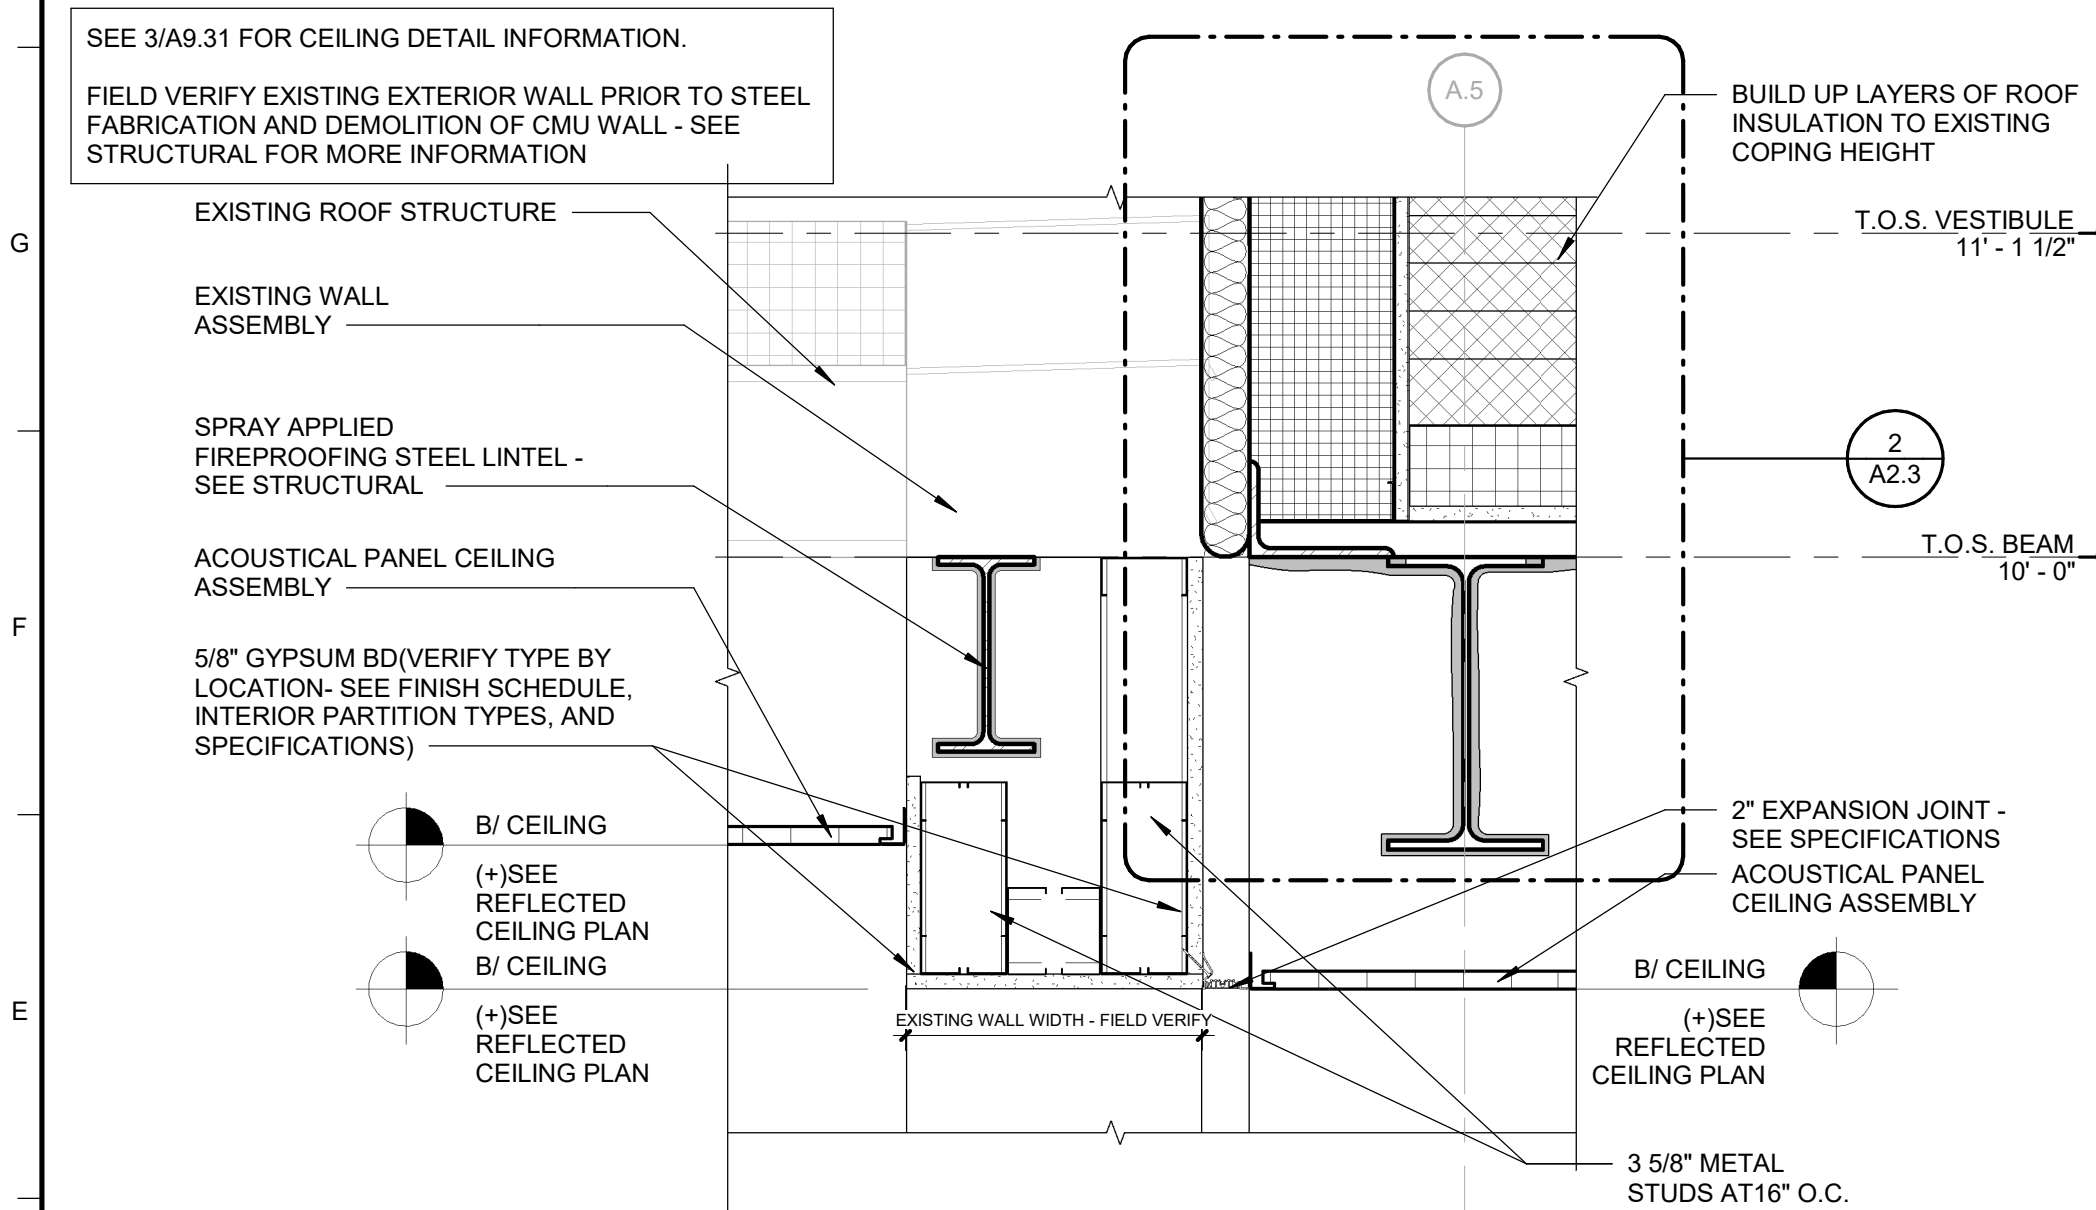 SEE 3/A9.31 FOR CEILING DETAIL INFORMATION.
FIELD VERIFY EXISTING EXTERIOR WALL PRIOR TO STEEL
FABRICATION AND DEMOLITION OF CMU WALL - SEE
STRUCTURAL FOR MORE INFORMATION
A.5
BUILD UP LAYERS OF ROOF
INSULATION TO EXISTING
COPING HEIGHT
EXISTING ROOF STRUCTURE
G
T.O.S. VESTIBULE
11' - 1 1/2"
EXISTING WALL
ASSEMBLY
SPRAY APPLIED
FIREPROOFING STEEL LINTEL -
SEE STRUCTURAL
2
A2.3
ACOUSTICAL PANEL CEILING
ASSEMBLY
T.O.S. BEAM
10' - 0"
F
5/8" GYPSUM BD(VERIFY TYPE BY
LOCATION- SEE FINISH SCHEDULE,
INTERIOR PARTITION TYPES, AND
SPECIFICATIONS)
B/ CEILING
(+)SEE
REFLECTED
CEILING PLAN
2" EXPANSION JOINT -
SEE SPECIFICATIONS
ACOUSTICAL PANEL
CEILING ASSEMBLY
B/ CEILING
(+)SEE
REFLECTED
CEILING PLAN
B/ CEILING
(+)SEE
REFLECTED
CEILING PLAN
E
EXISTING WALL WIDTH - FIELD VERIFY
3 5/8" METAL
STUDS AT16" O.C.